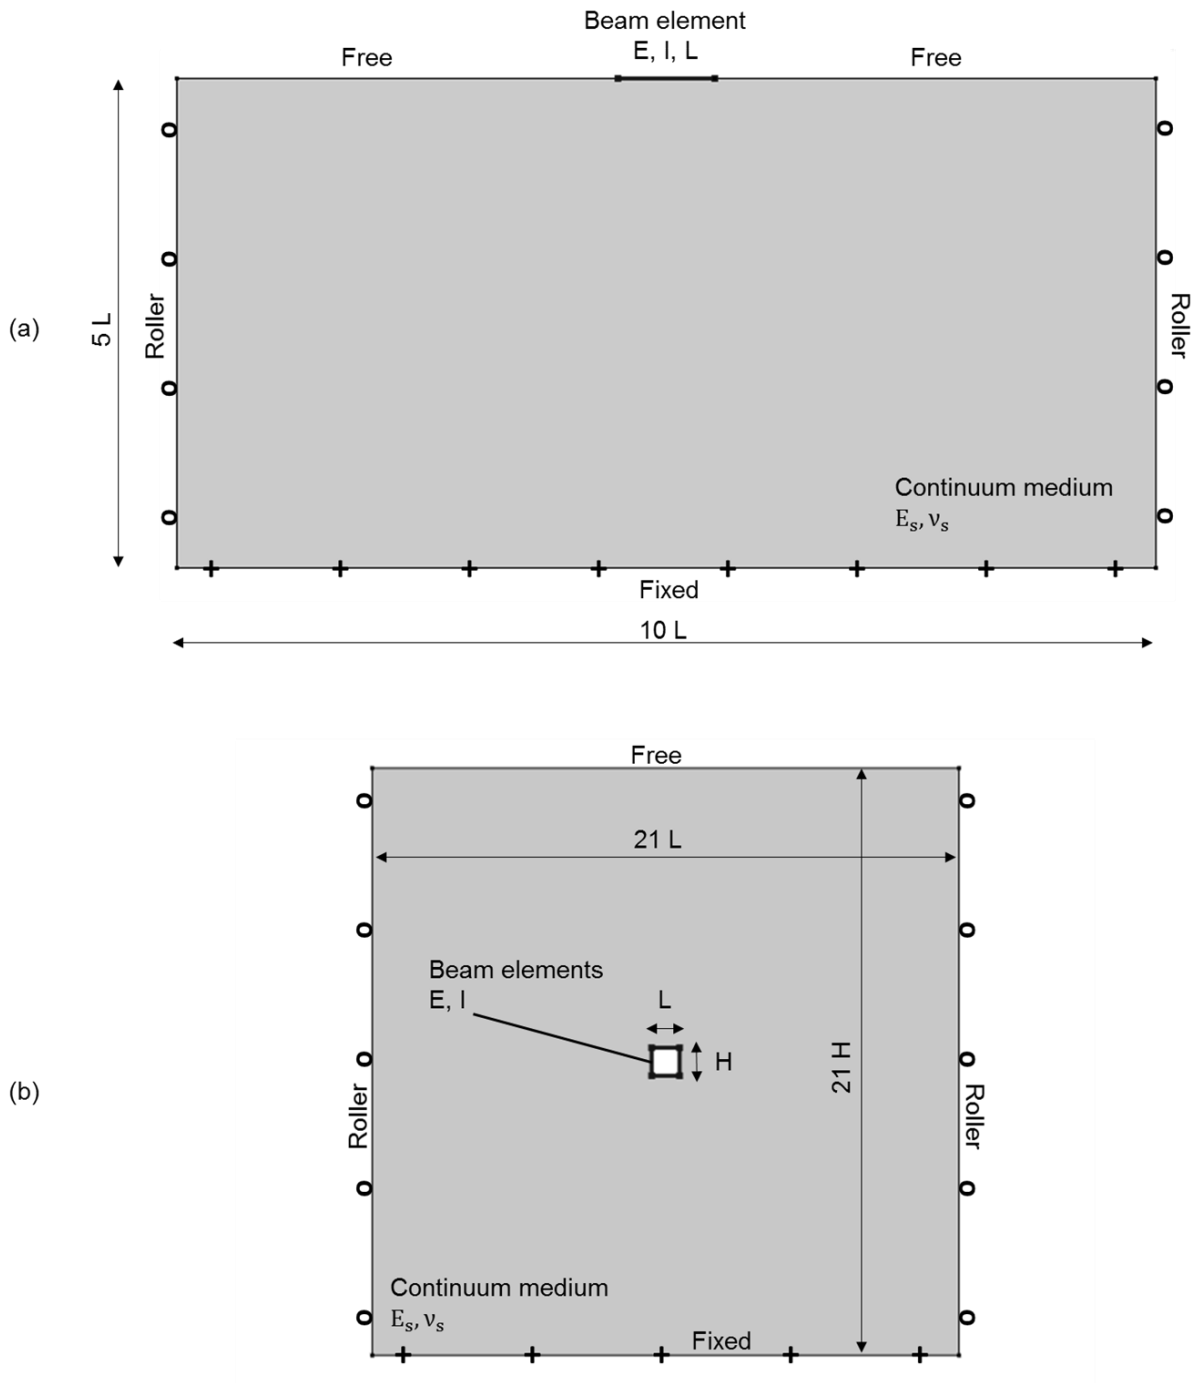 Beam element
E, I, L
Free
Free
Roller
Roller
5 L
(a)
Continuum medium
Eₛ, νₛ
Fixed
10 L
Free
21 L
Beam elements
E, I
L
H
21 H
(b)
Roller
Roller
Continuum medium
Eₛ, νₛ
Fixed